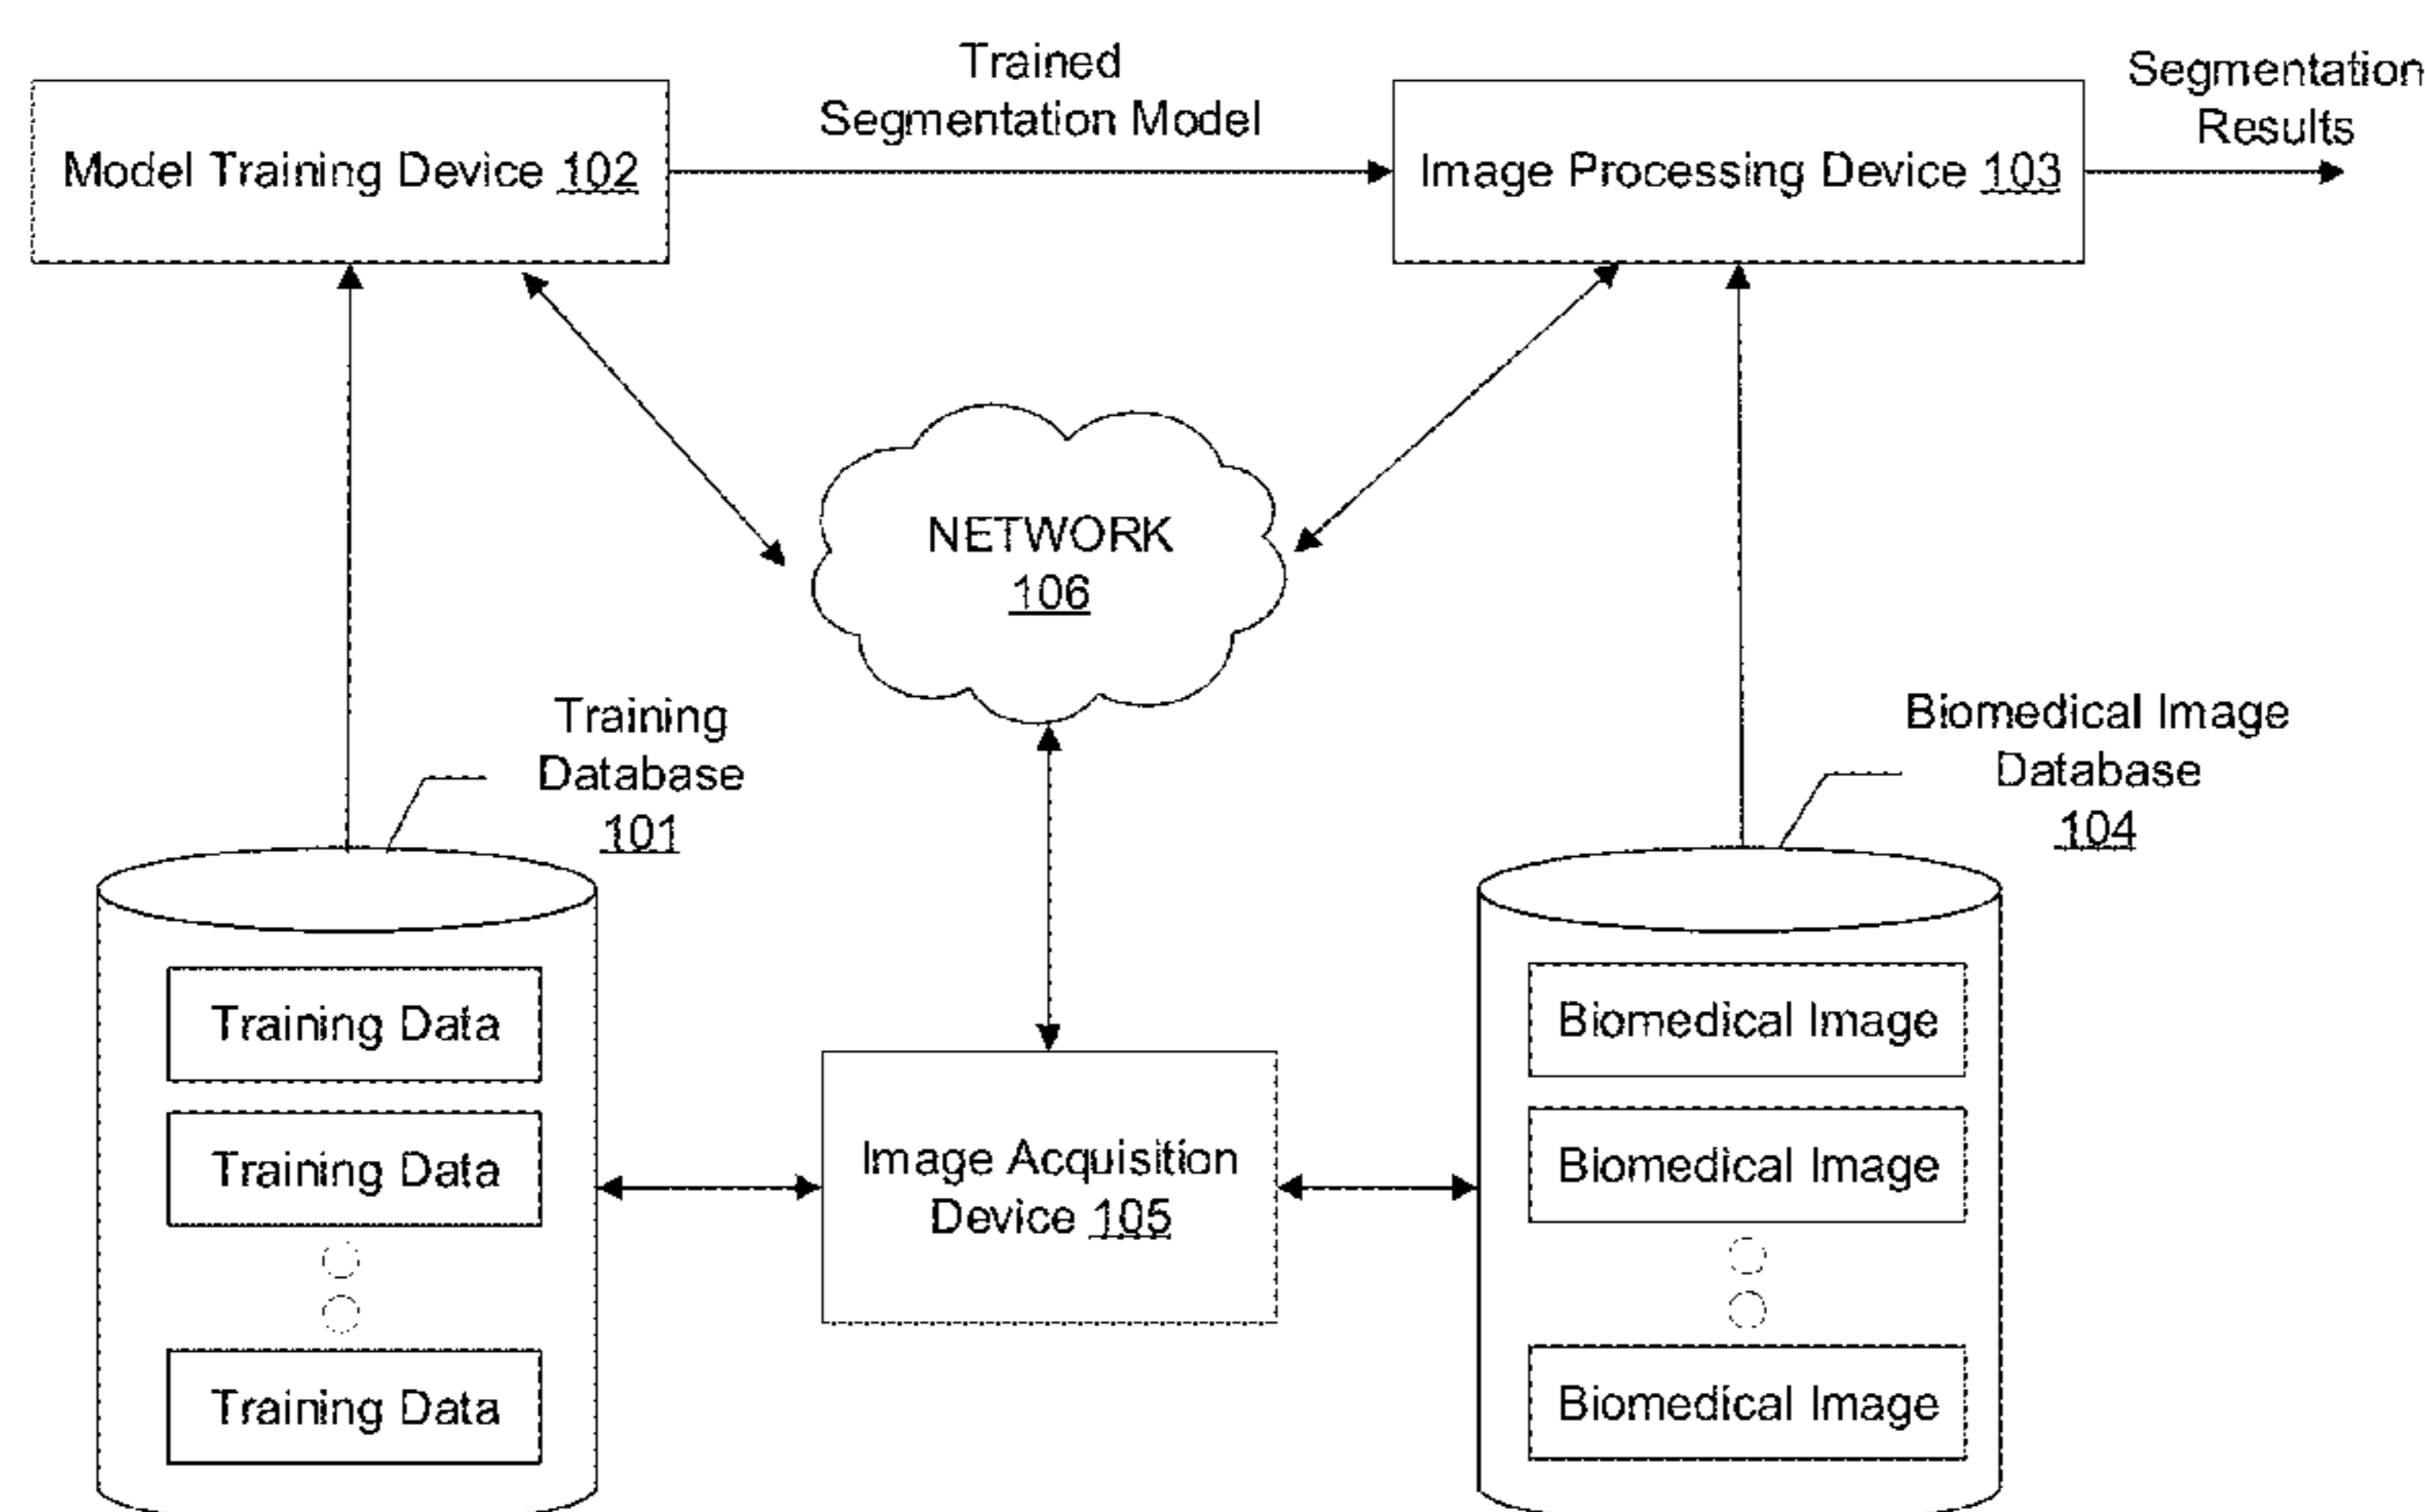 Trained
Segmentation Model
Segmentation
Results
Model Training Device 102
Image Processing Device 103
NETWORK
106
Training
Database
101
Biomedical Image
Database
104
Training Data
Training Data
Training Data
Image Acquisition
Device 105
Biomedical Image
Biomedical Image
Biomedical Image